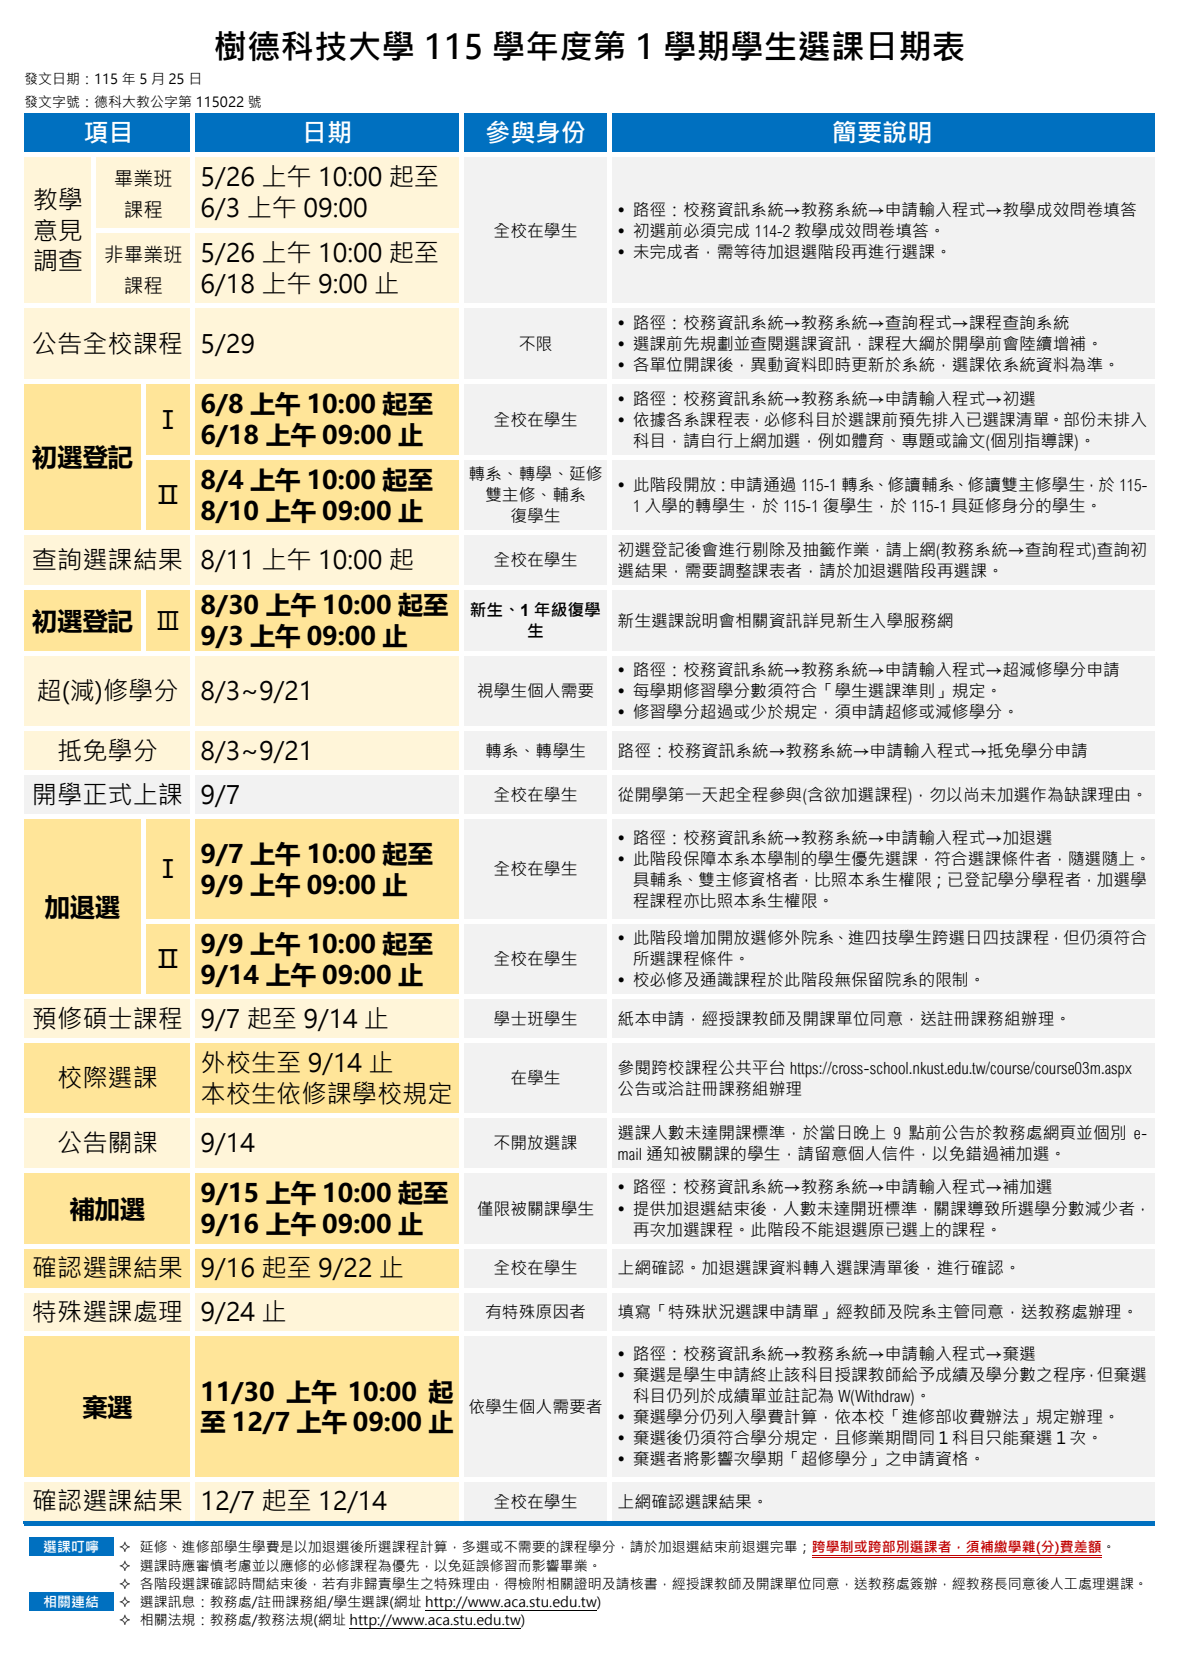 樹德科技大學 115 學年度第 1 學期學生選課日期表
發文日期：115 年 5 月 25 日
發文字號：德科大教公字第 115022 號
項目 日期 參與身份 簡要說明
教學
意見
調查
畢業班
課程
5/26 上午 10:00 起至
6/3 上午 09:00
非畢業班
課程
5/26 上午 10:00 起至
6/18 上午 9:00 止
全校在學生
• 路徑：校務資訊系統→教務系統→申請輸入程式→教學成效問卷填答
• 初選前必須完成 114-2 教學成效問卷填答。
• 未完成者，需等待加退選階段再進行選課。
公告全校課程 5/29 不限
• 路徑：校務資訊系統→教務系統→查詢程式→課程查詢系統
• 選課前先規劃並查閱選課資訊，課程大綱於開學前會陸續增補。
• 各單位開課後，異動資料即時更新於系統，選課依系統資料為準。
初選登記
I
6/8 上午 10:00 起至
6/18 上午 09:00 止
全校在學生
• 路徑：校務資訊系統→教務系統→申請輸入程式→初選
• 依據各系課程表，必修科目於選課前預先排入已選課清單。部份未排入
科目，請自行上網加選，例如體育、專題或論文(個別指導課)。
II
8/4 上午 10:00 起至
8/10 上午 09:00 止
轉系、轉學、延修
雙主修、輔系
復學生
• 此階段開放：申請通過 115-1 轉系、修讀輔系、修讀雙主修學生，於 115-
1 入學的轉學生，於 115-1 復學生，於 115-1 具延修身分的學生。
查詢選課結果 8/11 上午 10:00 起 全校在學生
初選登記後會進行剔除及抽籤作業，請上網(教務系統→查詢程式)查詢初
選結果，需要調整課表者，請於加退選階段再選課。
初選登記 III
8/30 上午 10:00 起至
9/3 上午 09:00 止
新生、1 年級復學
生
新生選課說明會相關資訊詳見新生入學服務網
超(減)修學分 8/3~9/21 視學生個人需要
• 路徑：校務資訊系統→教務系統→申請輸入程式→超減修學分申請
• 每學期修習學分數須符合「學生選課準則」規定。
• 修習學分超過或少於規定，須申請超修或減修學分。
抵免學分 8/3~9/21 轉系、轉學生 路徑：校務資訊系統→教務系統→申請輸入程式→抵免學分申請
開學正式上課 9/7 全校在學生 從開學第一天起全程參與(含欲加選課程)，勿以尚未加選作為缺課理由。
加退選
I
9/7 上午 10:00 起至
9/9 上午 09:00 止
全校在學生
• 路徑：校務資訊系統→教務系統→申請輸入程式→加退選
• 此階段保障本系本學制的學生優先選課，符合選課條件者，隨選隨上。
具輔系、雙主修資格者，比照本系生權限；已登記學分學程者，加選學
程課程亦比照本系生權限。
II
9/9 上午 10:00 起至
9/14 上午 09:00 止
全校在學生
• 此階段增加開放選修外院系、進四技學生跨選日四技課程，但仍須符合
所選課程條件。
• 校必修及通識課程於此階段無保留院系的限制。
預修碩士課程 9/7 起至 9/14 止 學士班學生 紙本申請，經授課教師及開課單位同意，送註冊課務組辦理。
校際選課
外校生至 9/14 止
本校生依修課學校規定
在學生
參閱跨校課程公共平台 https://cross-school.nkust.edu.tw/course/course03m.aspx
公告或洽註冊課務組辦理
公告關課 9/14 不開放選課
選課人數未達開課標準，於當日晚上 9 點前公告於教務處網頁並個別 e-
mail 通知被關課的學生，請留意個人信件，以免錯過補加選。
補加選
9/15 上午 10:00 起至
9/16 上午 09:00 止
僅限被關課學生
• 路徑：校務資訊系統→教務系統→申請輸入程式→補加選
• 提供加退選結束後，人數未達開班標準，關課導致所選學分數減少者，
再次加選課程。此階段不能退選原已選上的課程。
確認選課結果 9/16 起至 9/22 止 全校在學生 上網確認。加退選課資料轉入選課清單後，進行確認。
特殊選課處理 9/24 止 有特殊原因者 填寫「特殊狀況選課申請單」經教師及院系主管同意，送教務處辦理。
棄選
11/30 上午 10:00 起
至 12/7 上午 09:00 止
依學生個人需要者
• 路徑：校務資訊系統→教務系統→申請輸入程式→棄選
• 棄選是學生申請終止該科目授課教師給予成績及學分數之程序，但棄選
科目仍列於成績單並註記為 W(Withdraw)。
• 棄選學分仍列入學費計算，依本校「進修部收費辦法」規定辦理。
• 棄選後仍須符合學分規定，且修業期間同 1 科目只能棄選 1 次。
• 棄選者將影響次學期「超修學分」之申請資格。
確認選課結果 12/7 起至 12/14 全校在學生 上網確認選課結果。
選課叮嚀 ✧ 延修、進修部學生學費是以加退選後所選課程計算，多選或不需要的課程學分，請於加退選結束前退選完畢；跨學制或跨部別選課者，須補繳學雜(分)費差額。
✧ 選課時應審慎考慮並以應修的必修課程為優先，以免延誤修習而影響畢業。
✧ 各階段選課確認時間結束後，若有非歸責學生之特殊理由，得檢附相關證明及請核書，經授課教師及開課單位同意，送教務處簽辦，經教務長同意後人工處理選課。
相關連結 ✧ 選課訊息：教務處/註冊課務組/學生選課(網址 http://www.aca.stu.edu.tw)
✧ 相關法規：教務處/教務法規(網址 http://www.aca.stu.edu.tw)